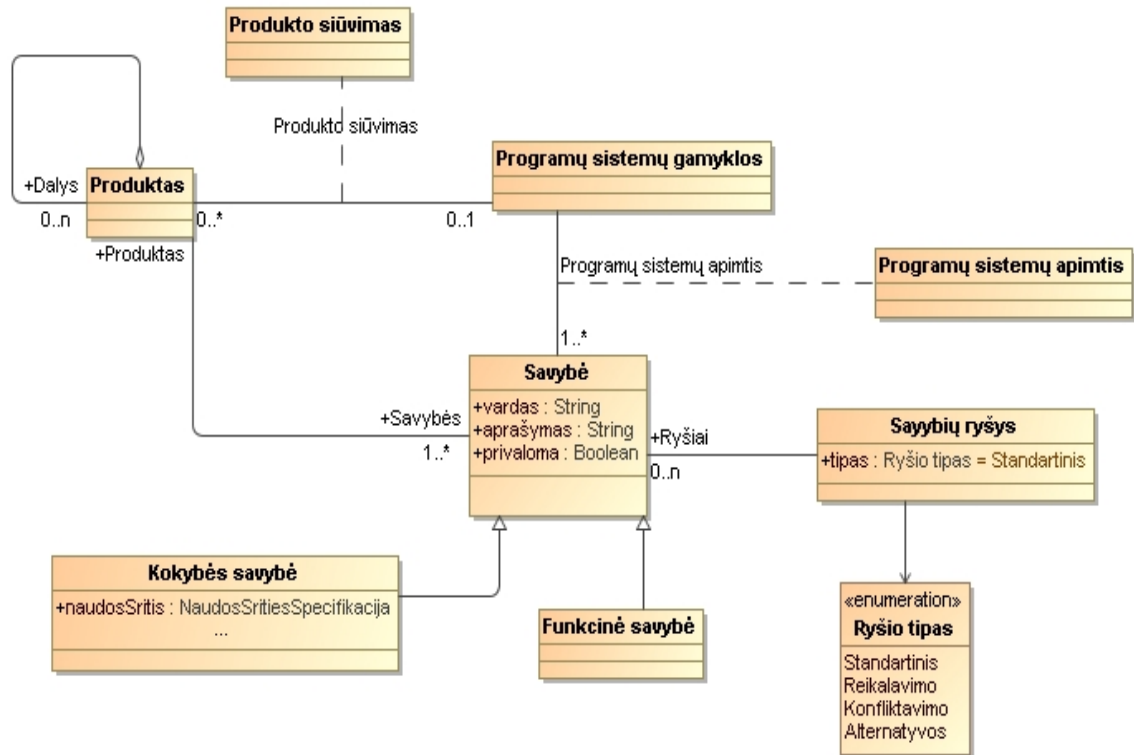 Produkto siūvimas
Produkto siūvimas
Programų sistemų gamyklos
+Dalys
Produktas
0..n
0..*
0..1
+Produktas
Programų sistemų apimtis
Programų sistemų apimtis
1..*
Savybė
+vardas : String
+aprašymas : String
+privaloma : Boolean
+Savybės
1..*
+Ryšiai
0..n
Sayybių ryšys
+tipas : Ryšio tipas = Standartinis
Kokybės savybė
+naudosSritis : NaudosSritiesSpecifikacija
...
Funkcinė savybė
«enumeration»
Ryšio tipas
Standartinis
Reikalavimo
Konfliktavimo
Alternatyvos